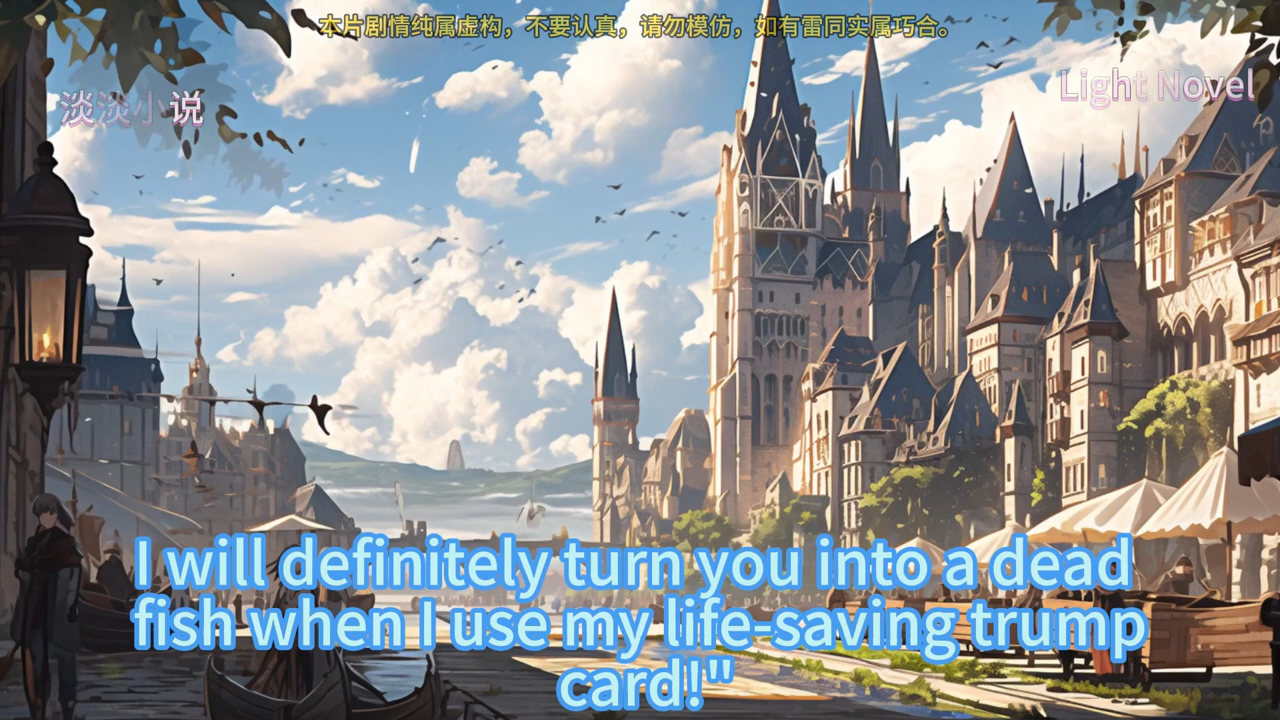 本片剧情纯属虚构，不要认真，请勿模仿，如有雷同实属巧合。
淡淡小说
Light Novel
I will definitely turn you into a dead
fish when I use my life-saving trump
card!"